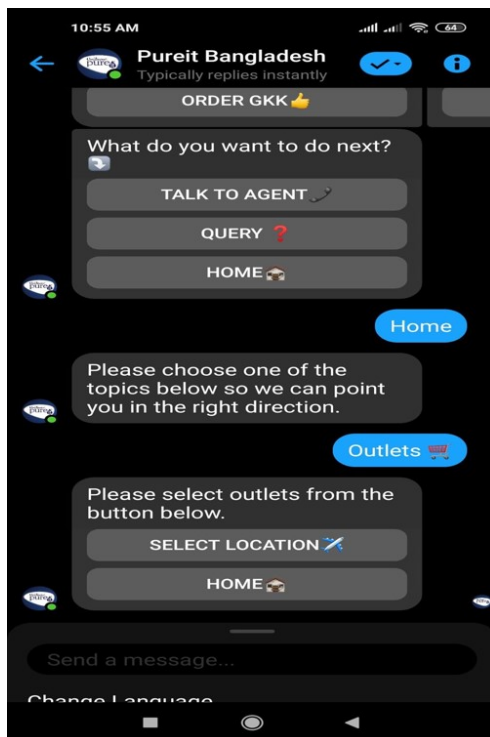 10:55 AM
64
Pureit Bangladesh
Typically replies instantly
ORDER GKK👍
What do you want to do next?
⤵️
TALK TO AGENT📞
QUERY ❓
HOME🏠
Home
Please choose one of the
topics below so we can point
you in the right direction.
Outlets 🛒
Please select outlets from the
button below.
SELECT LOCATION✈️
HOME🏠
Send a message...
Change Language